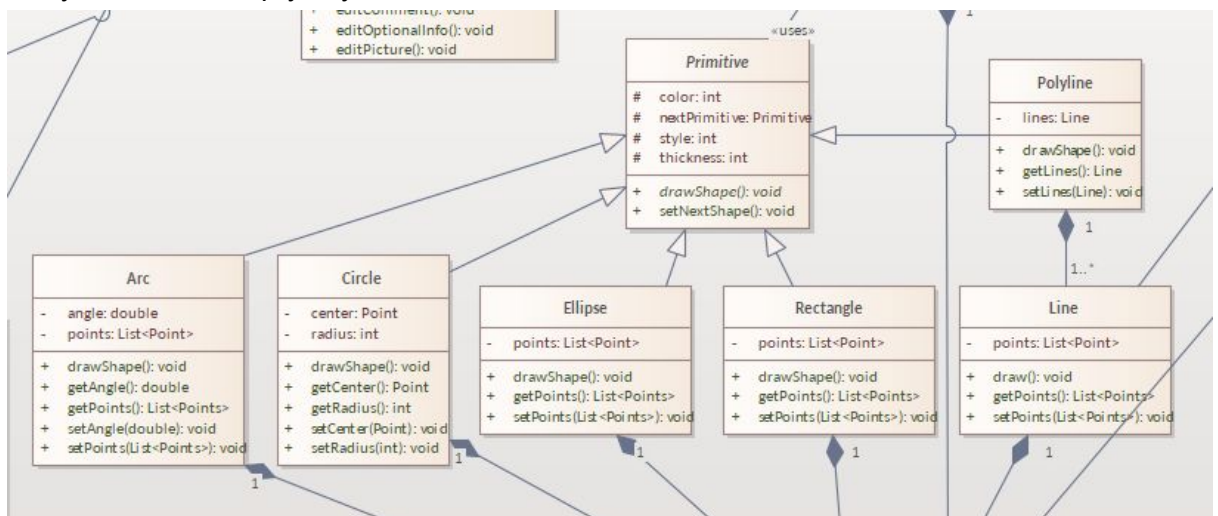 + editComment(): void
+ editOptionalInfo(): void
+ editPicture(): void
1
«uses»
Primitive
# color: int
# nextPrimitive: Primitive
# style: int
# thickness: int
+ drawShape(): void
+ setNextShape(): void
Polyline
- lines: Line
+ drawShape(): void
+ getLines(): Line
+ setLines(Line): void
1
1..*
Arc
- angle: double
- points: List<Point>
+ drawShape(): void
+ getAngle(): double
+ getPoints(): List<Points>
+ setAngle(double): void
+ setPoints(List<Points>): void
1
Circle
- center: Point
- radius: int
+ drawShape(): void
+ getCenter(): Point
+ getRadius(): int
+ setCenter(Point): void
+ setRadius(int): void
1
Ellipse
- points: List<Point>
+ drawShape(): void
+ getPoints(): List<Points>
+ setPoints(List<Points>): void
1
Rectangle
- points: List<Point>
+ drawShape(): void
+ getPoints(): List<Points>
+ setPoints(List<Points>): void
1
Line
- points: List<Point>
+ draw(): void
+ getPoints(): List<Points>
+ setPoints(List<Points>): void
1